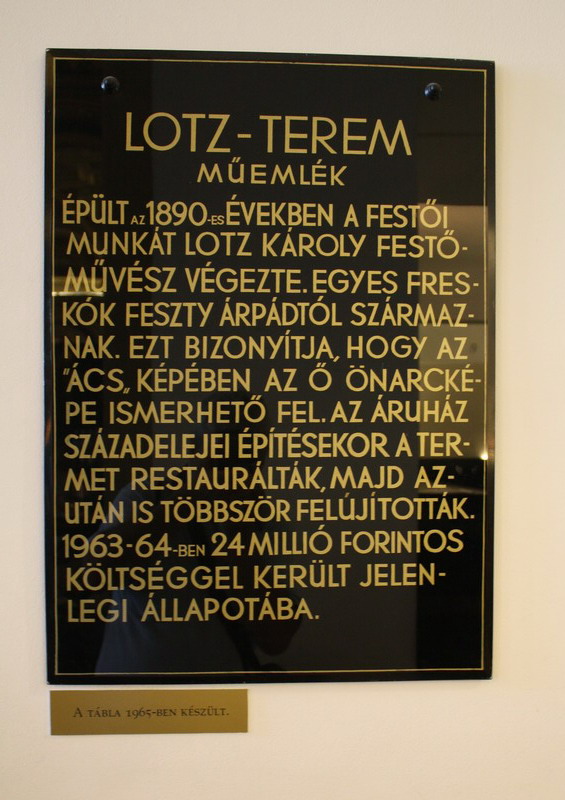 LOTZ-TEREM
MŰEMLÉK
ÉPÜLT AZ 1890-ES ÉVEKBEN A FESTŐI
MUNKÁT LOTZ KÁROLY FESTŐ-
MŰVÉSZ VÉGEZTE. EGYES FRES-
KÓK FESZTY ÁRPÁDTÓL SZÁRMAZ-
NAK. EZT BIZONYÍTJA, HOGY AZ
"ÁCS„ KÉPÉBEN AZ Ő ÖNARCKÉ-
PE ISMERHETŐ FEL. AZ ÁRUHÁZ
SZÁZADELEJEI ÉPÍTÉSEKOR A TER-
MET RESTAURÁLTÁK, MAJD AZ-
UTÁN IS TÖBBSZÖR FELÚJÍTOTTÁK.
1963-64-BEN 24 MILLIÓ FORINTOS
KÖLTSÉGGEL KERÜLT JELEN-
LEGI ÁLLAPOTÁBA.
A TÁBLA 1965-BEN KÉSZÜLT.